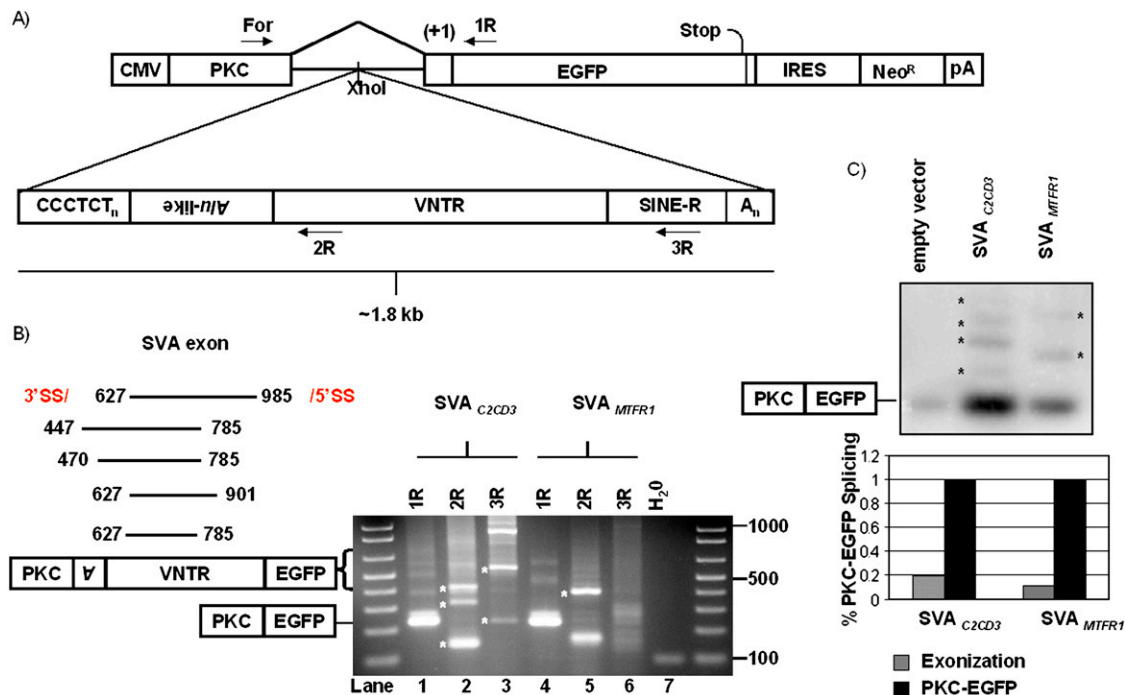 A)
For
(+1)
1R
Stop
CMV
PKC
EGFP
IRES
Neo^R
pA
XhoI
CCCTCT_n
Alu-like
VNTR
SINE-R
A_n
2R
3R
~1.8 kb
B)
SVA exon
3'SS/
627
985
/5'SS
447
785
470
785
627
901
627
785
PKC
A
VNTR
EGFP
PKC
EGFP
SVA C2CD3
SVA MTFR1
1R
2R
3R
1R
2R
3R
H_2O
1000
500
100
*
*
*
*
*
*
Lane
1
2
3
4
5
6
7
C)
empty vector
SVA C2CD3
SVA MTFR1
*
*
*
*
*
*
PKC
EGFP
% PKC-EGFP Splicing
1.2
1
0.8
0.6
0.4
0.2
0
SVA C2CD3
SVA MTFR1
Exonization
PKC-EGFP